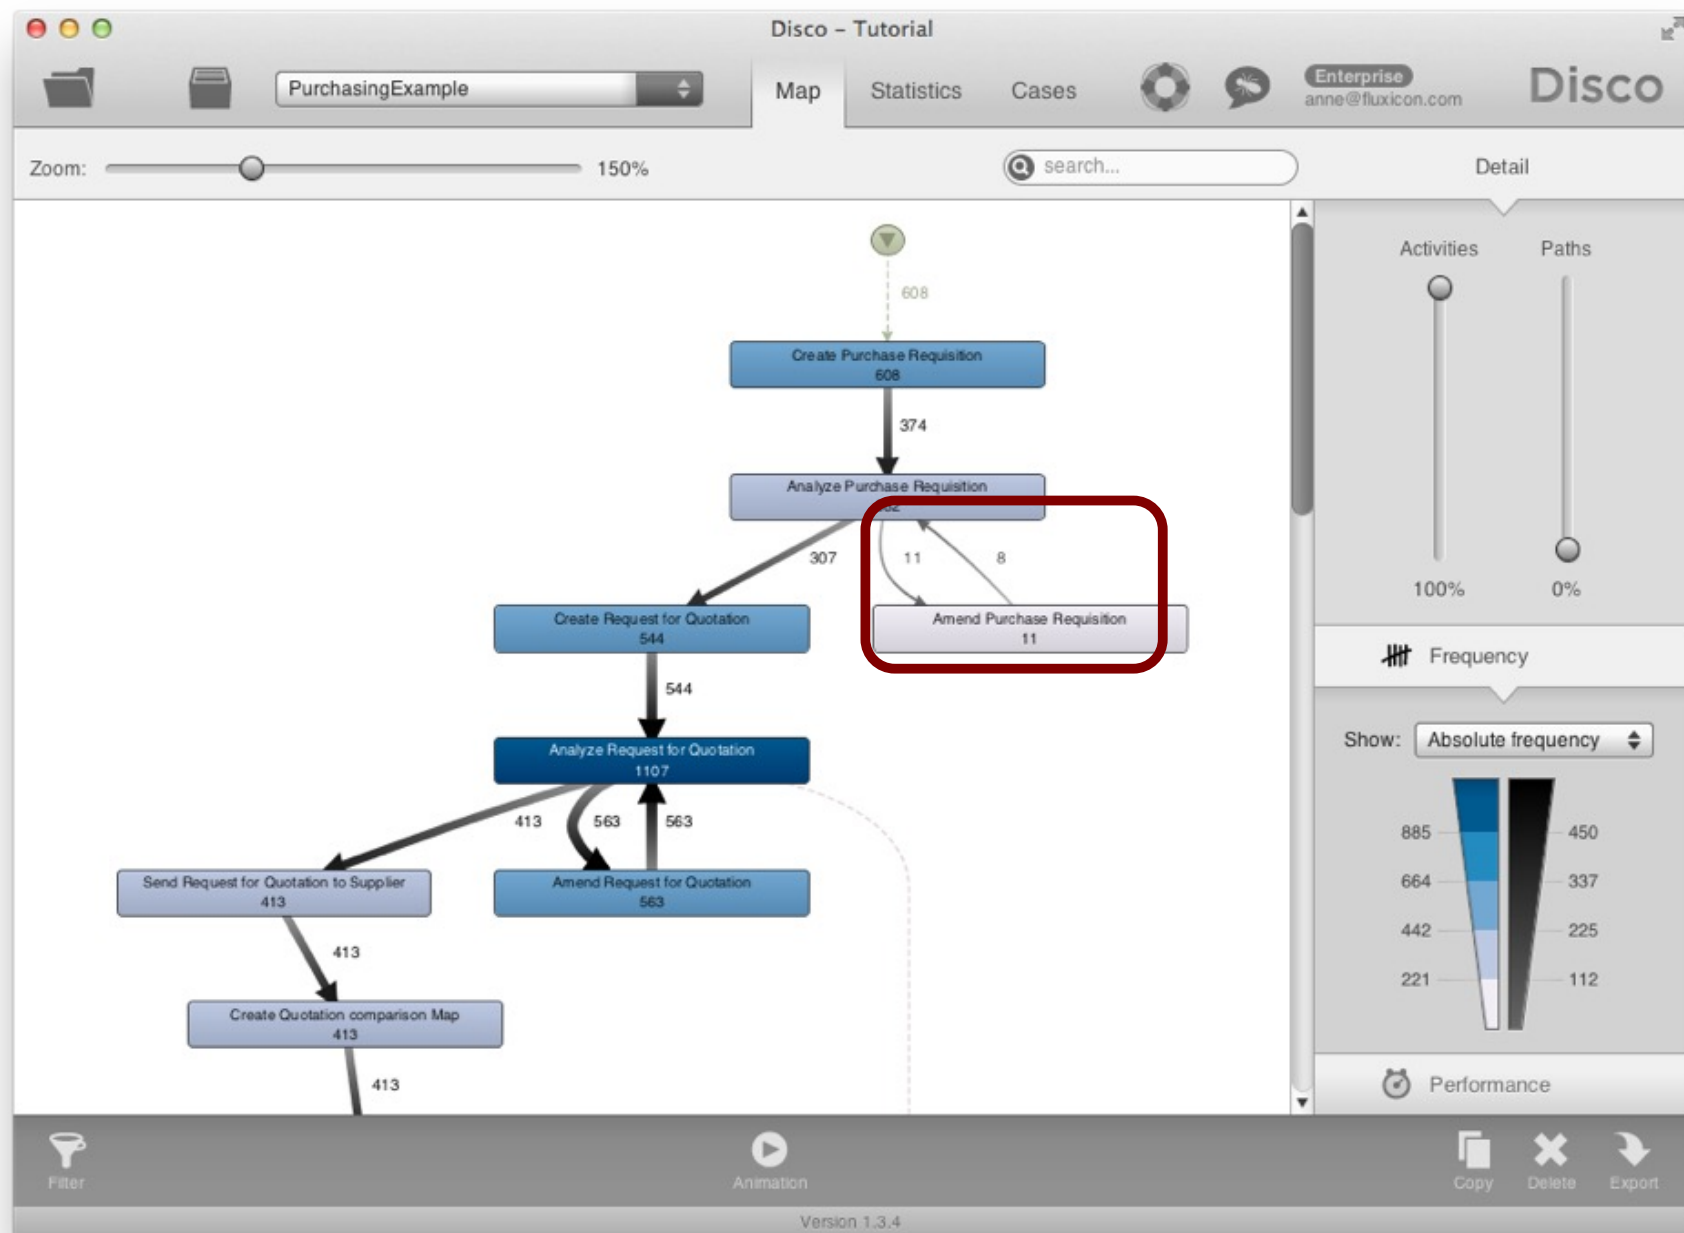 Disco – Tutorial
PurchasingExample
Map
Statistics
Cases
Enterprise
anne@fluxicon.com
Disco
Zoom:
150%
search...
Detail
608
Create Purchase Requisition
608
374
Analyze Purchase Requisition
307
11
8
Create Request for Quotation
544
Amend Purchase Requisition
11
544
Analyze Request for Quotation
1107
413
563
563
Send Request for Quotation to Supplier
413
Amend Request for Quotation
563
413
Create Quotation comparison Map
413
413
Activities
Paths
100%
0%
Frequency
Show:
Absolute frequency
885
450
664
337
442
225
221
112
Performance
Filter
Animation
Copy
Delete
Export
Version 1.3.4